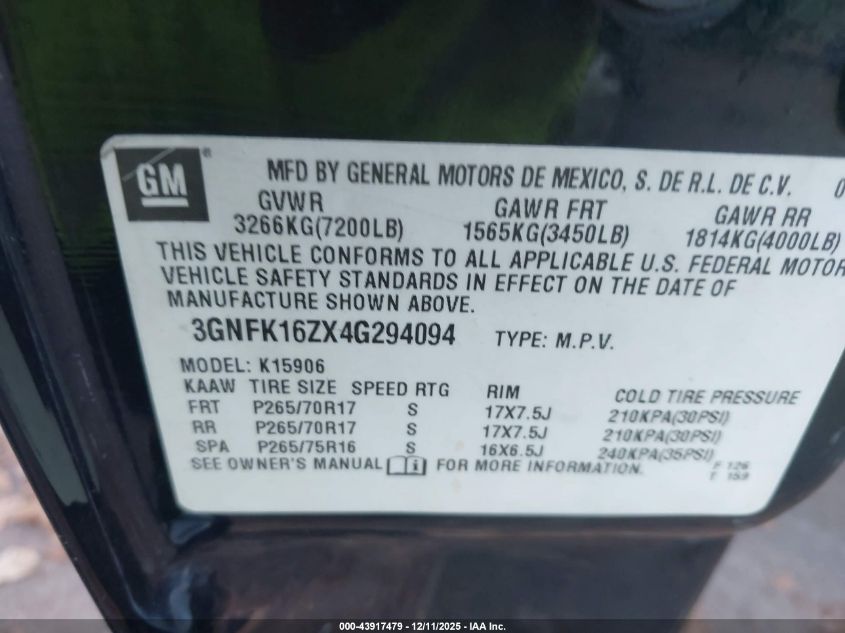 GM ®
MFD BY GENERAL MOTORS DE MEXICO, S. DE R.L. DE C.V. 0
GVWR GAWR FRT GAWR RR
3266KG(7200LB) 1565KG(3450LB) 1814KG(4000LB)
THIS VEHICLE CONFORMS TO ALL APPLICABLE U.S. FEDERAL MOTOR
VEHICLE SAFETY STANDARDS IN EFFECT ON THE DATE OF
MANUFACTURE SHOWN ABOVE.
3GNFK16ZX4G294094 TYPE: M.P.V.
MODEL: K15906
KAAW TIRE SIZE SPEED RTG RIM COLD TIRE PRESSURE
FRT P265/70R17 S 17X7.5J 210KPA(30PSI)
RR P265/70R17 S 17X7.5J 210KPA(30PSI)
SPA P265/75R16 S 16X6.5J 240KPA(35PSI)
SEE OWNER'S MANUAL i FOR MORE INFORMATION.
F 126
T 159
000-43917479 - 12/11/2025 - IAA Inc.